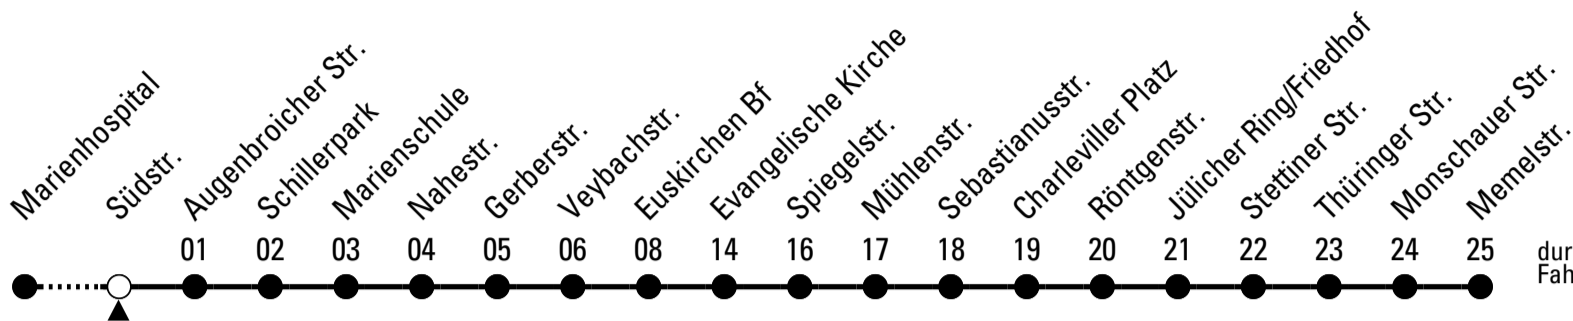 Marienhospital
Südstr.
Augenbroicher Str.
Schillerpark
Marienschule
Nahestr.
Gerberstr.
Veybachstr.
Euskirchen Bf
Evangelische Kirche
Spiegelstr.
Mühlenstr.
Sebastianusstr.
Charleviller Platz
Röntgenstr.
Jülicher Ring/Friedhof
Stettiner Str.
Thüringer Str.
Monschauer Str.
Memelstr.
01 02 03 04 05 06 08 14 16 17 18 19 20 21 22 23 24 25
dur
Fah